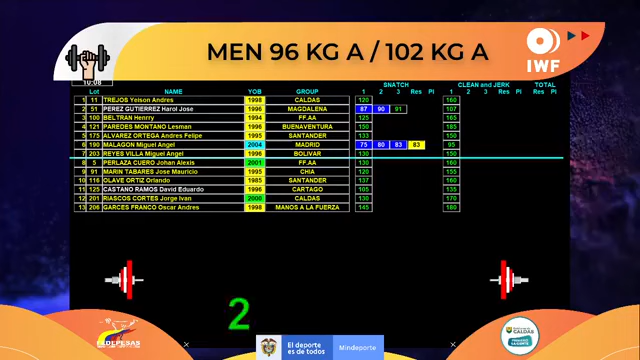 MEN 96 KG A / 102 KG A
IWF
10:08
SNATCH CLEAN and JERK TOTAL
Lot NAME YOB GROUP 1 2 3 Res Pl 1 2 3 Res Pl Res Pl
1 11 TREJOS Yeison Andres 1998 CALDAS 120 160
2 51 PEREZ GUTIERREZ Harol Jose 1996 MAGDALENA 87 90 91 107
3 100 BELTRAN Henrry 1994 FF.AA 125 165
4 121 PAREDES MONTANO Lesman 1996 BUENAVENTURA 150 185
5 175 ALVAREZ ORTEGA Andres Felipe 1995 SANTANDER 133 150
6 190 MALAGON Miguel Angel 2004 MADRID 75 80 83 83 95
7 203 REYES VILLA Miguel Angel 1996 BOLIVAR 130 150
8 5 PERLAZA CUERO Johan Alexis 2001 FF.AA 130 160
9 91 MARIN TABARES Jose Mauricio 1995 CHIA 120 155
10 116 OLAVE ORTIZ Orlando 1985 SANTANDER 137 160
11 125 CASTANO RAMOS David Eduardo 1996 CARTAGO 105 135
12 201 RIASCOS CORTES Jorge Ivan 2000 CALDAS 130 170
13 206 GARCES FRANCO Oscar Andres 1998 MANOS A LA FUERZA 145 180
2
FEDEPESAS
El deporte
es de todos
Mindeporte
CALDAS